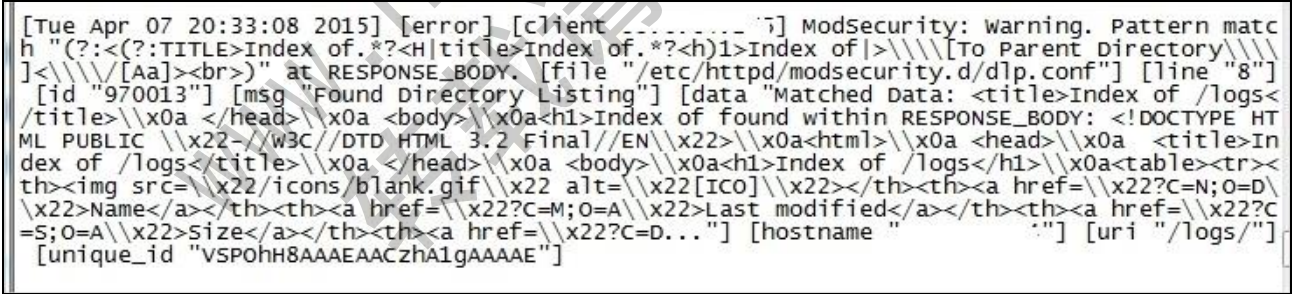 [Tue Apr 07 20:33:08 2015] [error] [client          ] ModSecurity: Warning. Pattern matc
h "(?:<(?:TITLE>Index of.*?<H|title>Index of.*?<h)1>Index of|>\\\\[To Parent Directory\\\\
]<\\\\/[Aa]><br>)" at RESPONSE_BODY. [file "/etc/httpd/modsecurity.d/dlp.conf"] [line "8"]
 [id "970013"] [msg "Found Directory Listing"] [data "Matched Data: <title>Index of /logs<
/title>\\x0a </head>\\x0a <body>\\x0a<h1>Index of found within RESPONSE_BODY: <!DOCTYPE HT
ML PUBLIC \\x22-//W3C//DTD HTML 3.2 Final//EN\\x22>\\x0a<html>\\x0a <head>\\x0a  <title>In
dex of /logs</title>\\x0a </head>\\x0a <body>\\x0a<h1>Index of /logs</h1>\\x0a<table><tr><
th><img src=\\x22/icons/blank.gif\\x22 alt=\\x22[ICO]\\x22></th><th><a href=\\x22?C=N;O=D\
\x22>Name</a></th><th><a href=\\x22?C=M;O=A\\x22>Last modified</a></th><th><a href=\\x22?C
=S;O=A\\x22>Size</a></th><th><a href=\\x22?C=D..."] [hostname "          "] [uri "/logs/"]
 [unique_id "VSPOhH8AAAEAACzhA1gAAAAE"]